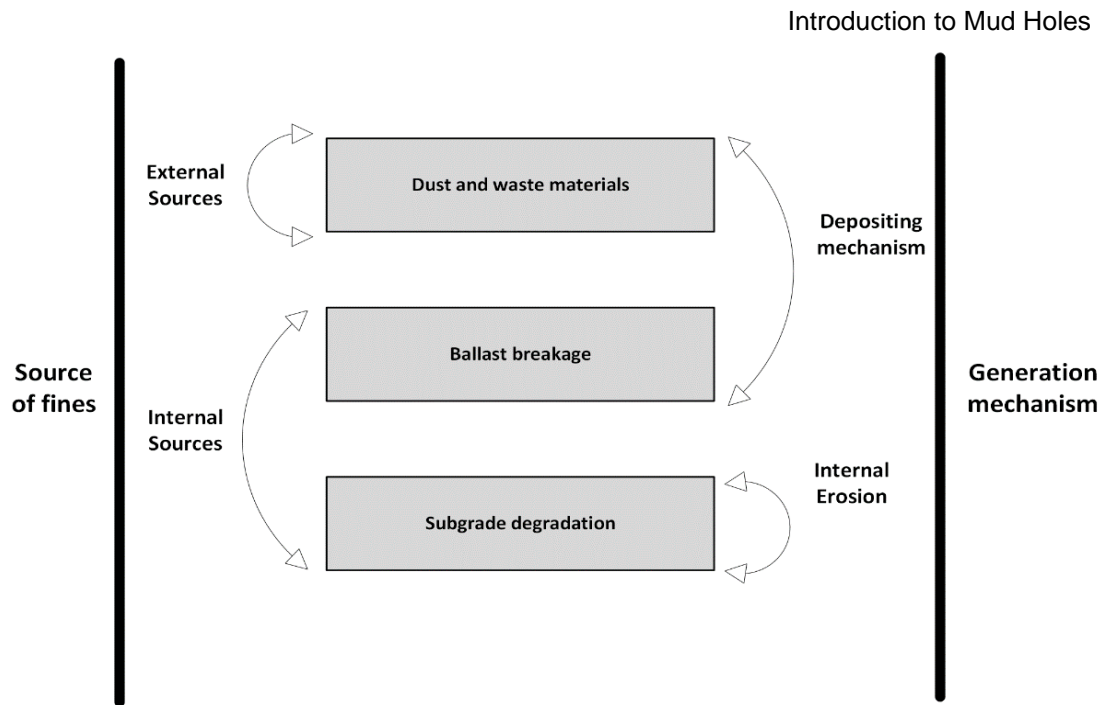 Introduction to Mud Holes
External
Sources
Dust and waste materials
Depositing
mechanism
Ballast breakage
Source
of fines
Generation
mechanism
Internal
Sources
Internal
Erosion
Subgrade degradation